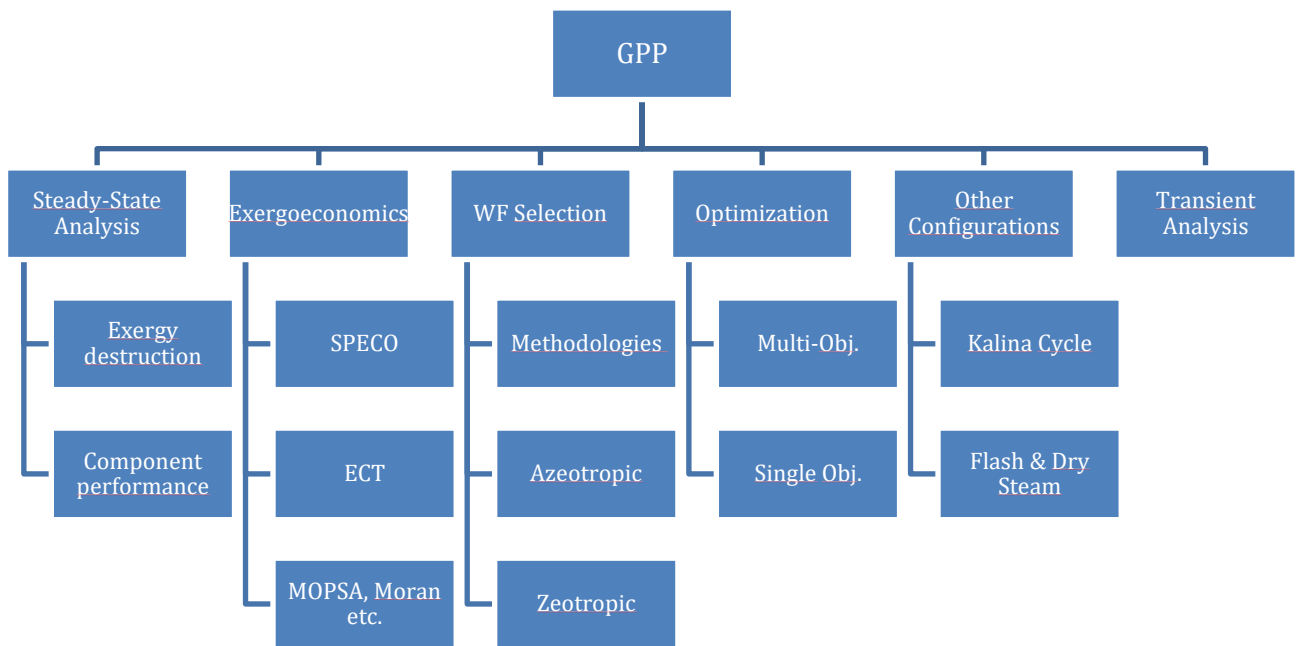 GPP
Steady-State
Analysis
Exergoeconomics
WF Selection
Optimization
Other
Configurations
Transient
Analysis
Exergy
destruction
SPECO
Methodologies
Multi-Obj.
Kalina Cycle
Component
performance
ECT
Azeotropic
Single Obj.
Flash & Dry
Steam
MOPSA, Moran
etc.
Zeotropic